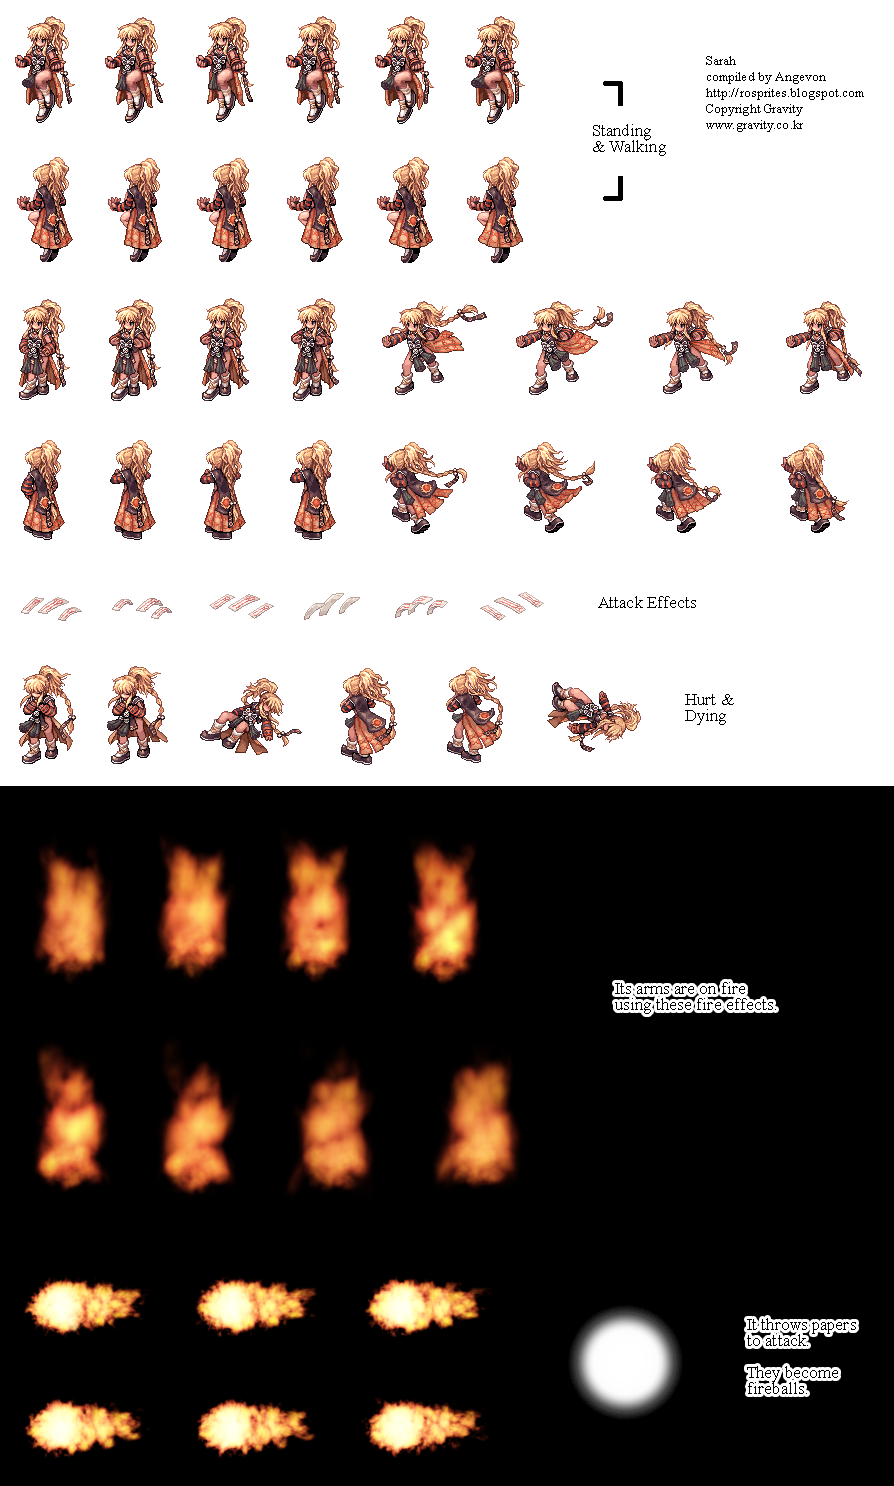 Sarah
compiled by Angevon
http://rosprites.blogspot.com
Copyright Gravity
www.gravity.co.kr
Standing
& Walking
Attack Effects
Hurt &
Dying
Its arms are on fire
using these fire effects.
It throws papers
to attack.
They become
fireballs.